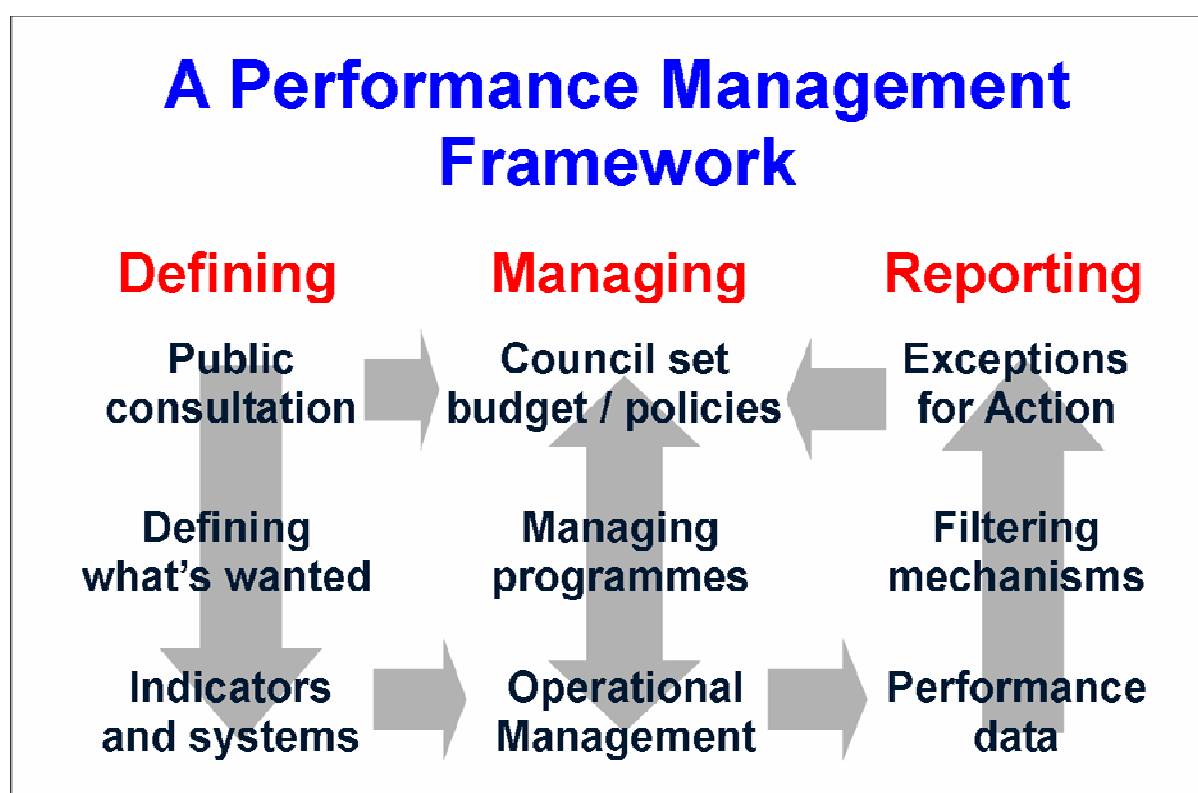 A Performance Management
Framework
Defining
Managing
Reporting
Public
consultation
Council set
budget / policies
Exceptions
for Action
Defining
what's wanted
Managing
programmes
Filtering
mechanisms
Indicators
and systems
Operational
Management
Performance
data